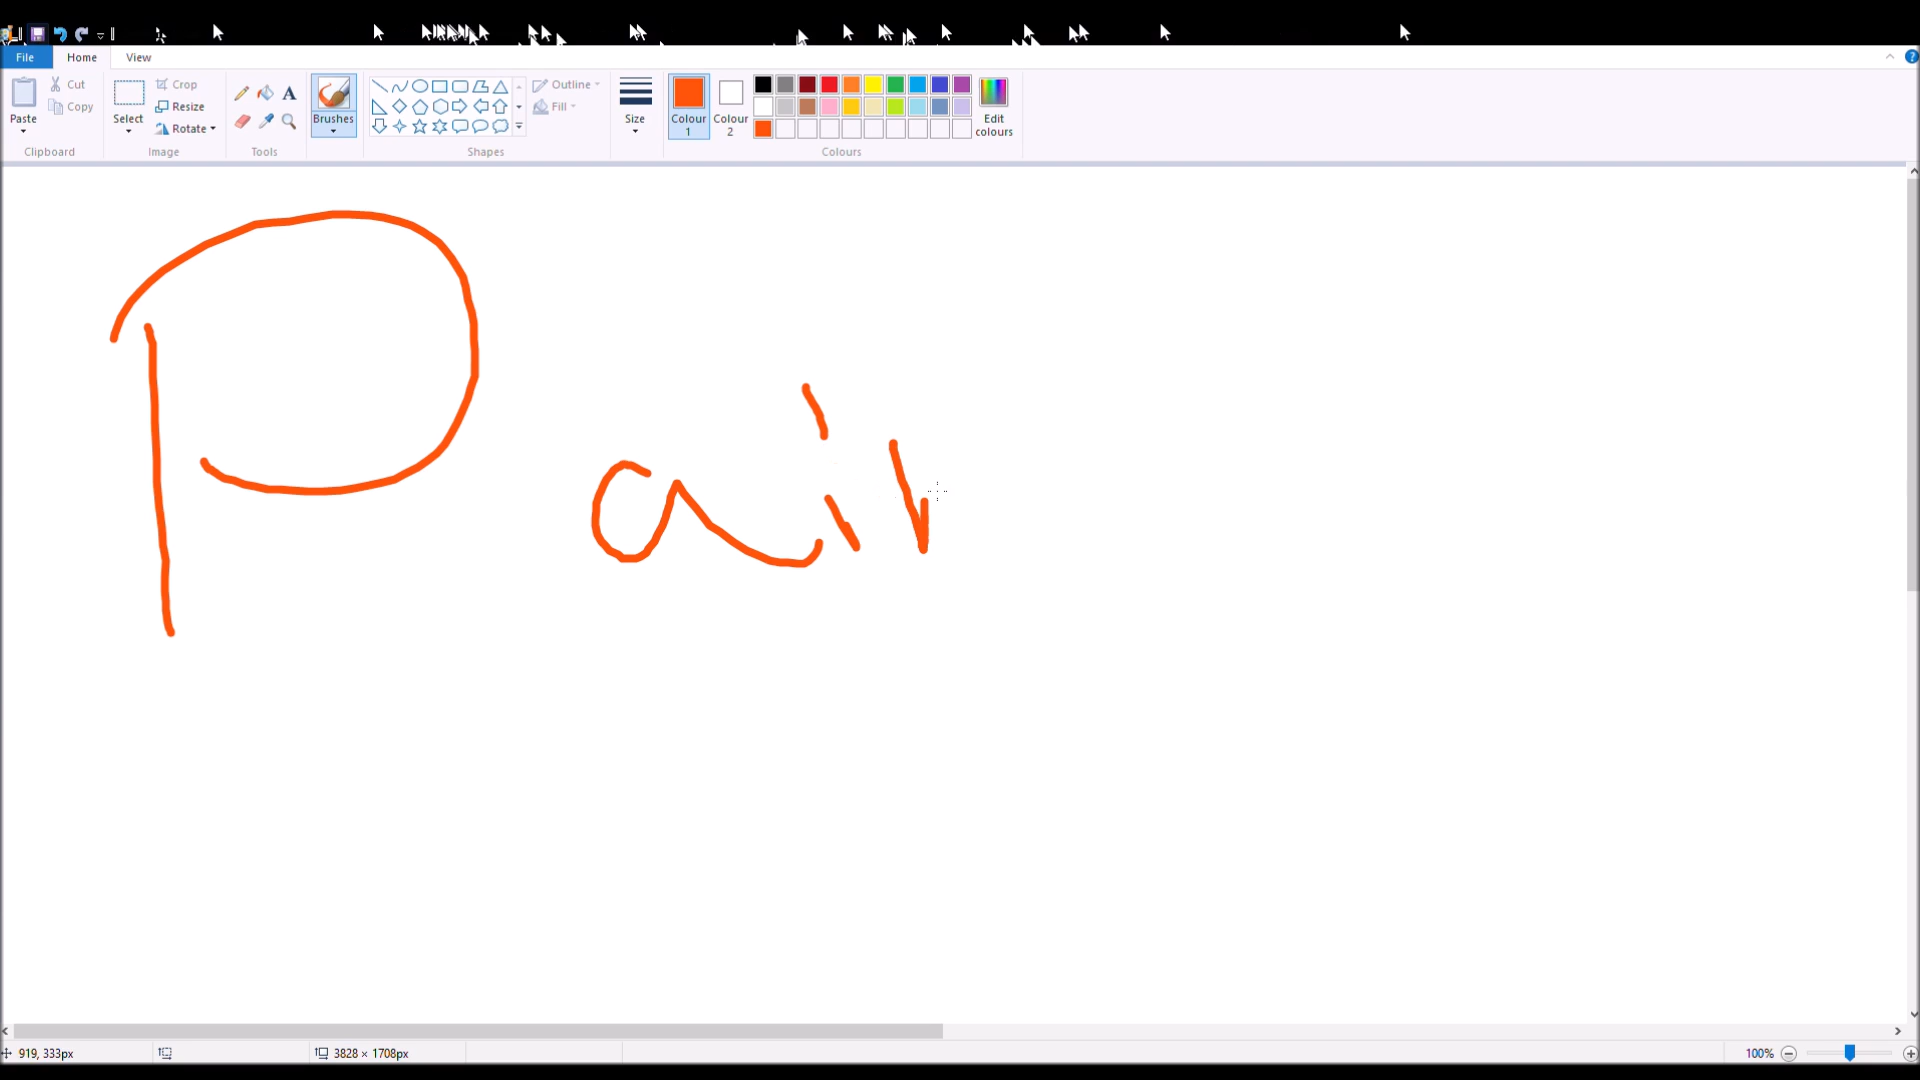 File Home View
Paste Cut Copy Select Crop Resize Rotate A Brushes Outline Fill Size Colour 1 Colour 2 Edit colours
Clipboard Image Tools Shapes Colours
Pai
919, 333px 3828 × 1708px 100%